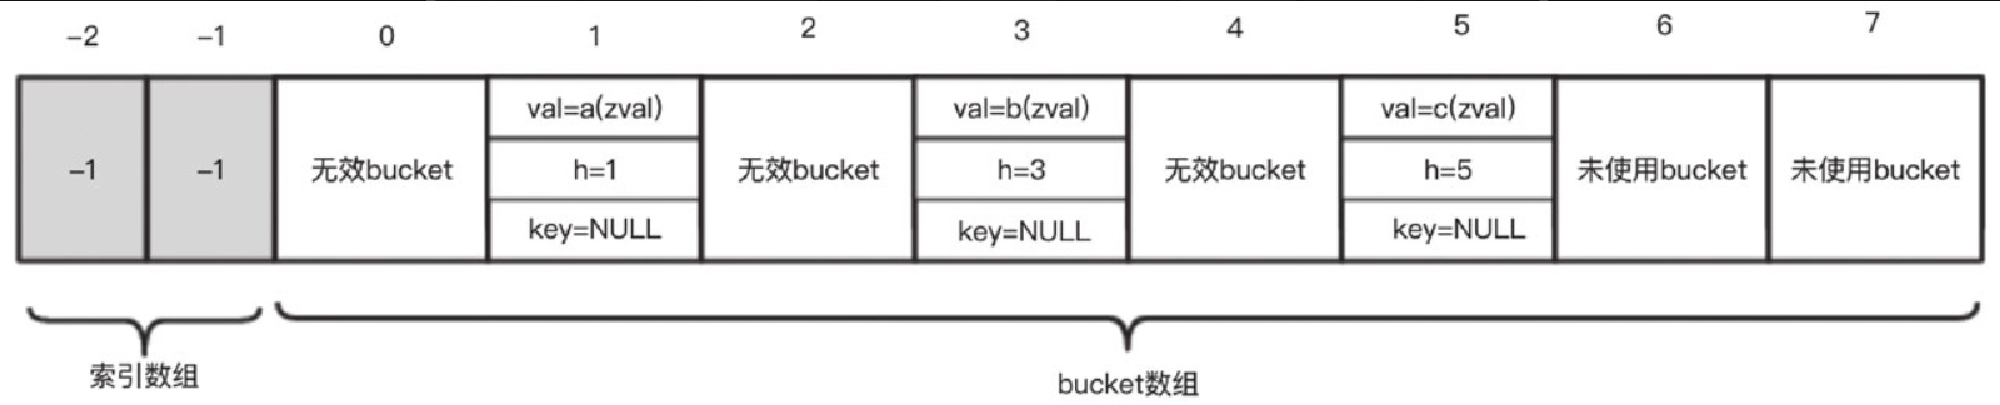 -2 -1 0 1 2 3 4 5 6 7
-1
-1
无效bucket
val=a(zval)
h=1
key=NULL
无效bucket
val=b(zval)
h=3
key=NULL
无效bucket
val=c(zval)
h=5
key=NULL
未使用bucket
未使用bucket
索引数组
bucket数组